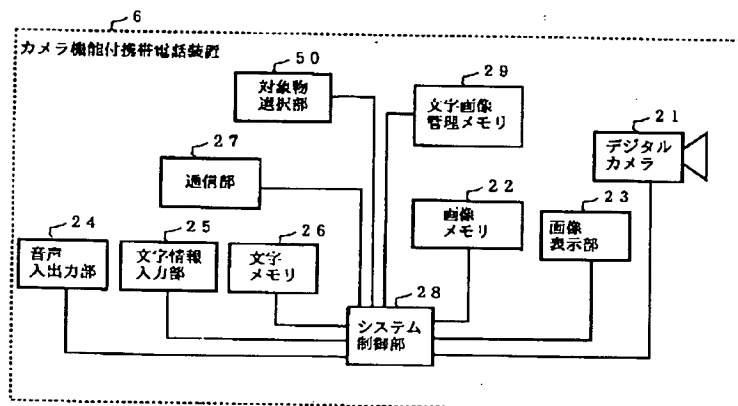 6
カメラ機能付携帯電話装置
50
対象物
選択部
29
文字画像
管理メモリ
21
デジタル
カメラ
27
通信部
22
画像
メモリ
23
画像
表示部
24
音声
入出力部
25
文字情報
入力部
26
文字
メモリ
28
システム
制御部